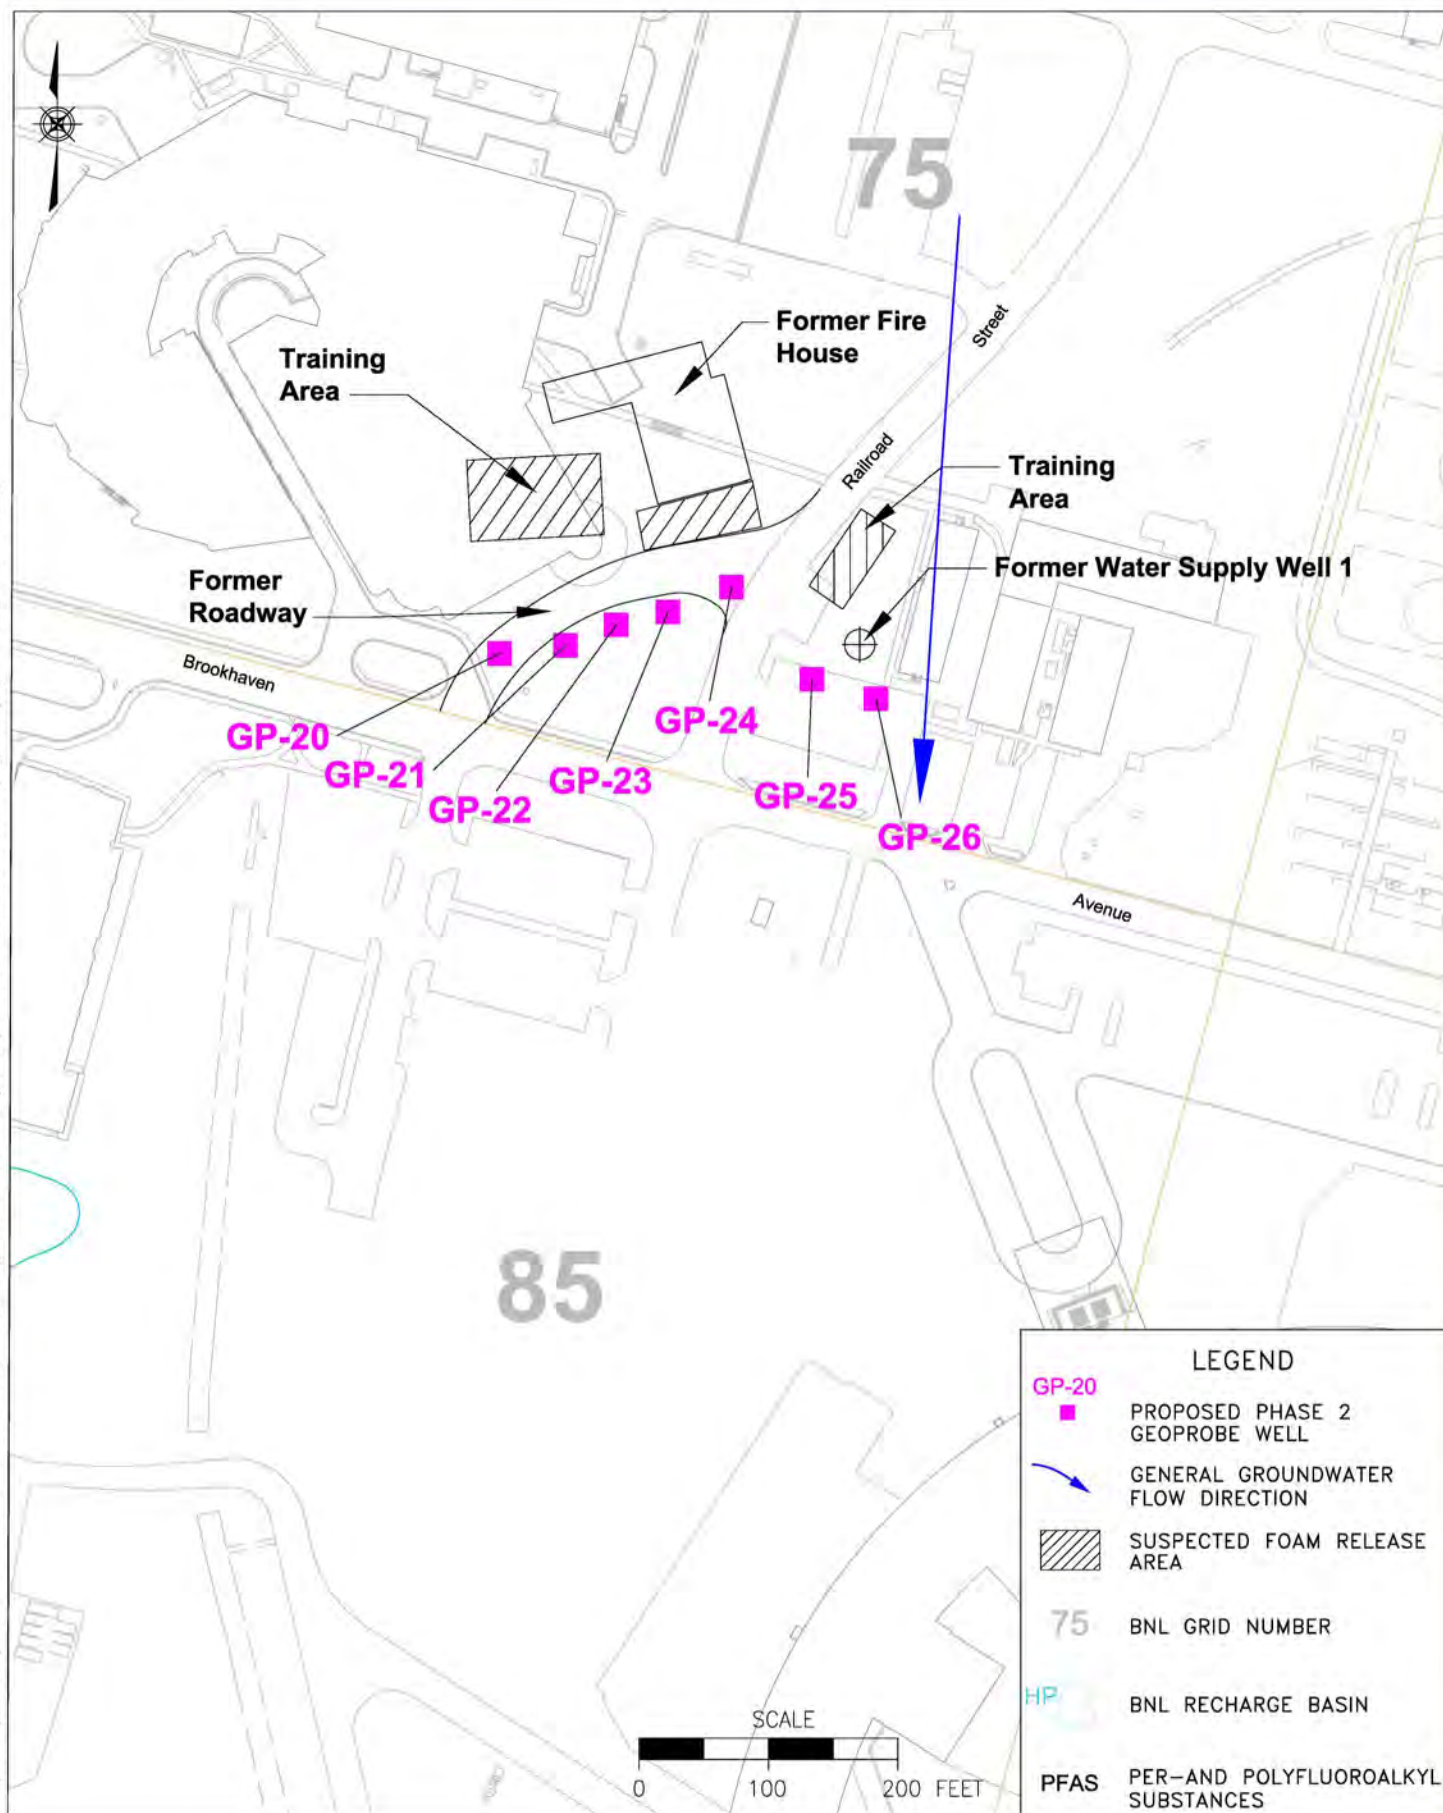 75
Former Fire
House
Street
Training
Area
Railroad
Training
Area
Former Water Supply Well 1
Former
Roadway
Brookhaven
GP-20
GP-21
GP-22
GP-23
GP-24
GP-25
GP-26
Avenue
85
LEGEND
GP-20
PROPOSED PHASE 2
GEOPROBE WELL
GENERAL GROUNDWATER
FLOW DIRECTION
SUSPECTED FOAM RELEASE
AREA
75 BNL GRID NUMBER
HP BNL RECHARGE BASIN
PFAS PER-AND POLYFLUOROALKYL
SUBSTANCES
SCALE
0 100 200 FEET